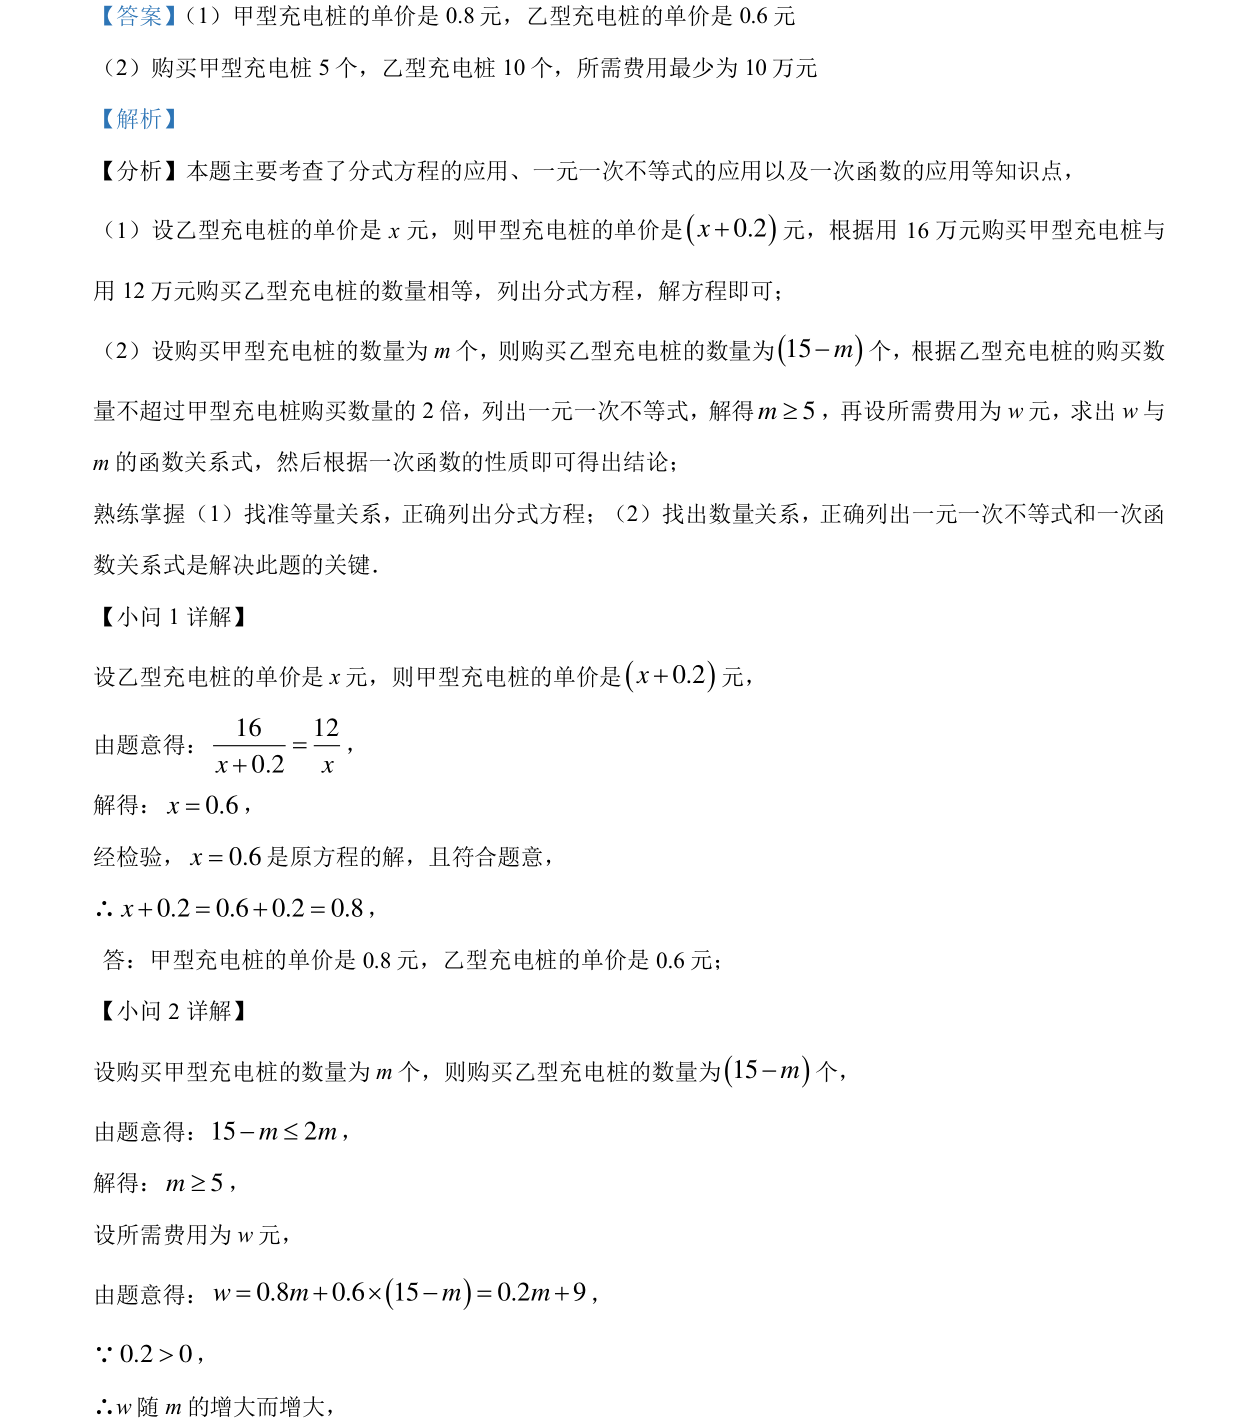 【答案】(1)甲型充电桩的单价是 0.8 元，乙型充电桩的单价是 0.6 元
（2）购买甲型充电桩 5 个，乙型充电桩 10 个，所需费用最少为 10 万元
【解析】
【分析】本题主要考查了分式方程的应用、一元一次不等式的应用以及一次函数的应用等知识点，
（1）设乙型充电桩的单价是 x 元，则甲型充电桩的单价是(x+0.2)元，根据用 16 万元购买甲型充电桩与
用 12 万元购买乙型充电桩的数量相等，列出分式方程，解方程即可；
（2）设购买甲型充电桩的数量为 m 个，则购买乙型充电桩的数量为(15−m)个，根据乙型充电桩的购买数
量不超过甲型充电桩购买数量的 2 倍，列出一元一次不等式，解得 m≥5，再设所需费用为 w 元，求出 w 与
m 的函数关系式，然后根据一次函数的性质即可得出结论；
熟练掌握（1）找准等量关系，正确列出分式方程；（2）找出数量关系，正确列出一元一次不等式和一次函
数关系式是解决此题的关键．
【小问 1 详解】
设乙型充电桩的单价是 x 元，则甲型充电桩的单价是(x+0.2)元，
由题意得：16/(x+0.2) = 12/x，
解得：x=0.6，
经检验，x=0.6 是原方程的解，且符合题意，
∴x+0.2=0.6+0.2=0.8，
答：甲型充电桩的单价是 0.8 元，乙型充电桩的单价是 0.6 元；
【小问 2 详解】
设购买甲型充电桩的数量为 m 个，则购买乙型充电桩的数量为(15−m)个，
由题意得：15−m≤2m，
解得：m≥5，
设所需费用为 w 元，
由题意得：w=0.8m+0.6×(15−m)=0.2m+9，
∵0.2>0，
∴w 随 m 的增大而增大，